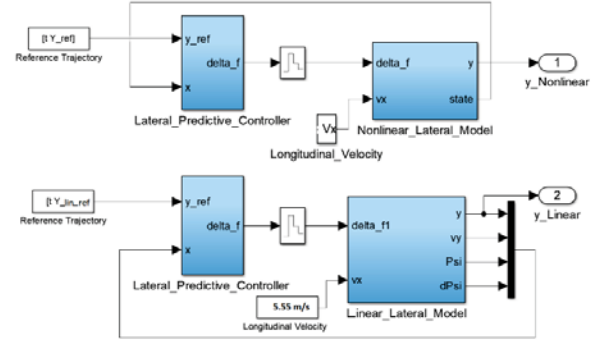 [t Y_ref]
Reference Trajectory
y_ref
delta_f
x
Lateral_Predictive_Controller
Vx
Longitudinal_Velocity
delta_f
y
vx
state
Nonlinear_Lateral_Model
1
y_Nonlinear
[t Y_lin_ref
Reference Trajectory
y_ref
delta_f
x
Lateral_Predictive_Controller
5.55 m/s
Longitudinal Velocity
delta_f1
y
vy
Psi
vx
dPsi
Linear_Lateral_Model
2
y_Linear